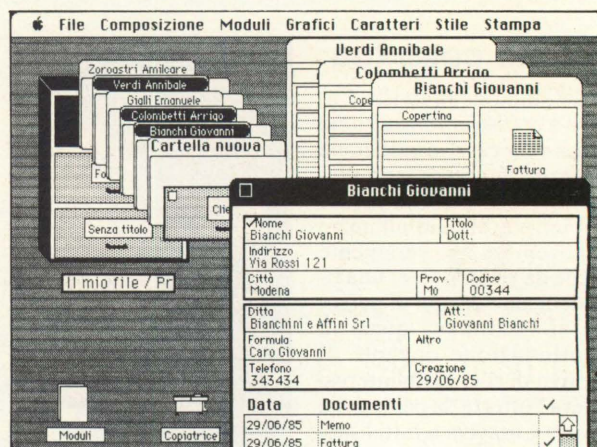 File Composizione Moduli Grafici Caratteri Stile Stampa
Verdi Annibale
Colombetti Arrigo
Bianchi Giovanni
Copertina
Fattura
Zoroastri Amilcare
Verdi Annibale
Gialli Emanuele
Colombetti Arrigo
Bianchi Giovanni
Cartella nuova
Senza titolo
Il mio file / Pr
Moduli
Copiatrice
Bianchi Giovanni
Nome
Titolo
Bianchi Giovanni
Dott.
Indirizzo
Via Rossi 121
Città
Prov.
Codice
Modena
Mo
00344
Ditta
Att:
Bianchini e Affini Srl
Giovanni Bianchi
Formula
Altro
Caro Giovanni
Telefono
Creazione
343434
29/06/85
Data Documenti
29/06/85 Memo
29/06/85 Fattura